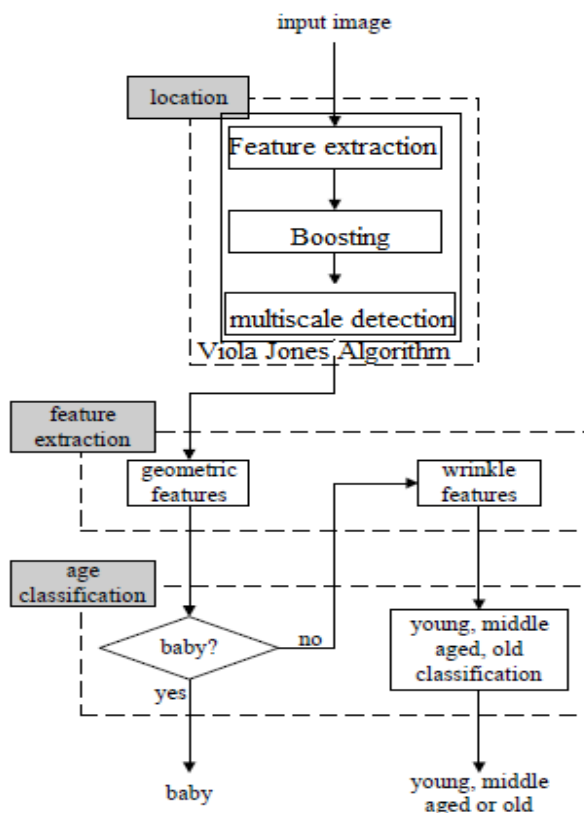 input image
location
Feature extraction
Boosting
multiscale detection
Viola Jones Algorithm
feature
extraction
geometric
features
wrinkle
features
age
classification
baby?
no
yes
young, middle
aged, old
classification
baby
young, middle
aged or old